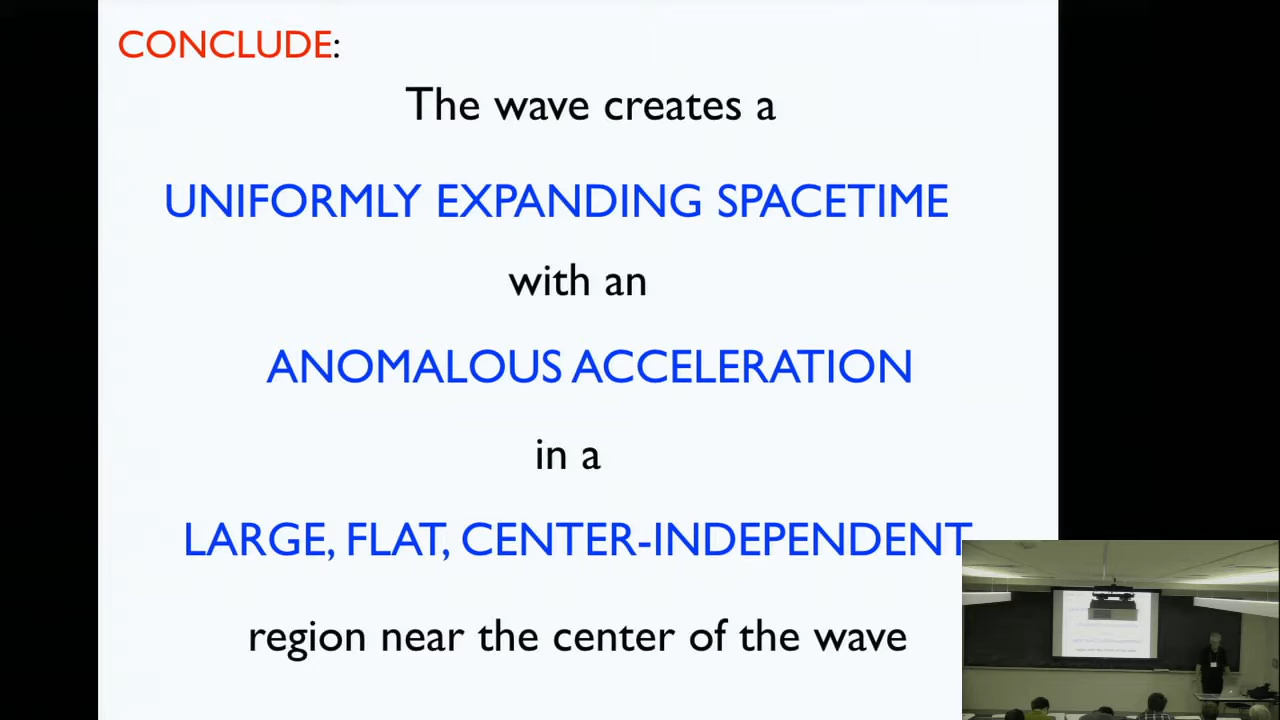 CONCLUDE:
The wave creates a
UNIFORMLY EXPANDING SPACETIME
with an
ANOMALOUS ACCELERATION
in a
LARGE, FLAT, CENTER-INDEPENDENT
region near the center of the wave